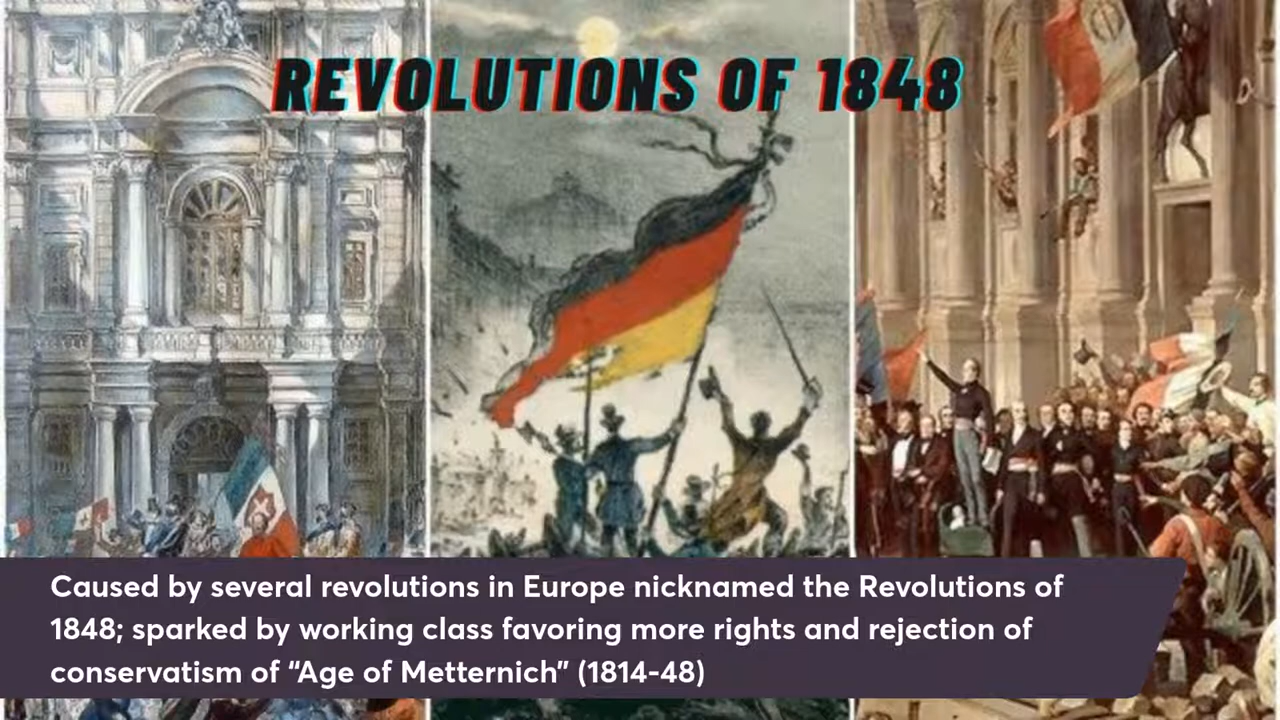 REVOLUTIONS OF 1848
Caused by several revolutions in Europe nicknamed the Revolutions of
1848; sparked by working class favoring more rights and rejection of
conservatism of “Age of Metternich” (1814-48)